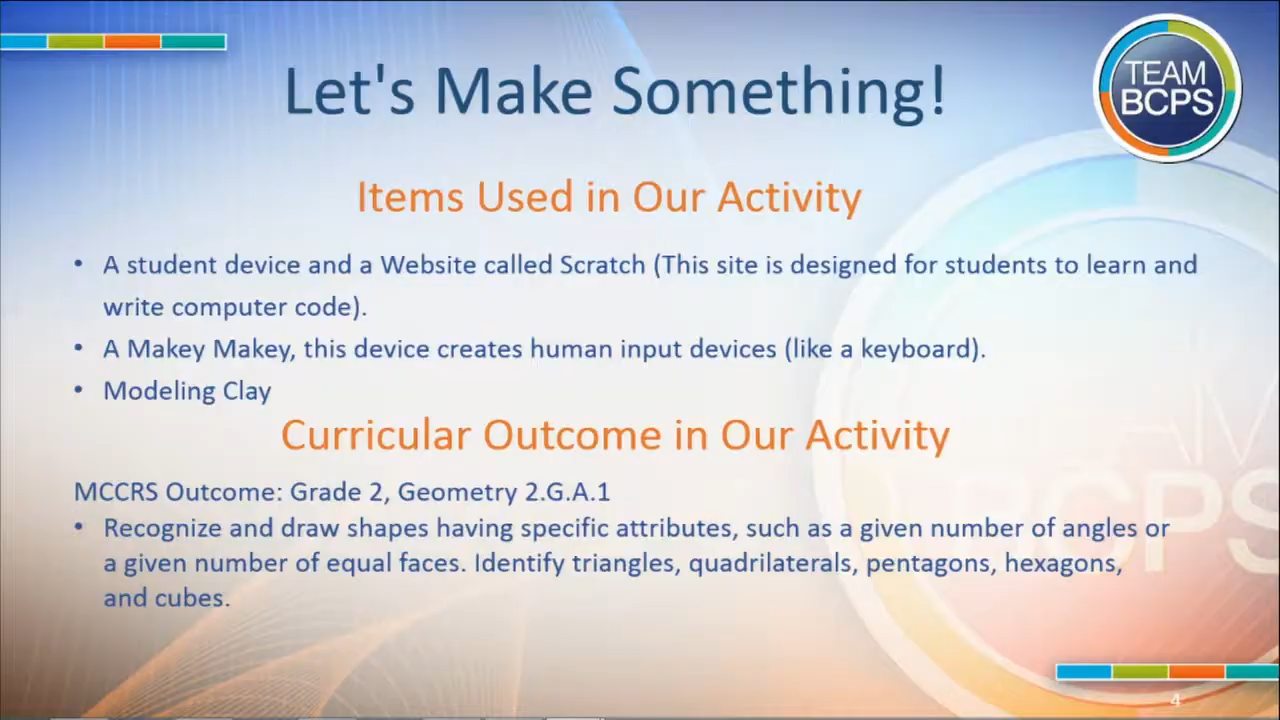 Let's Make Something!
TEAM
BCPS
Items Used in Our Activity
• A student device and a Website called Scratch (This site is designed for students to learn and
write computer code).
• A Makey Makey, this device creates human input devices (like a keyboard).
• Modeling Clay
Curricular Outcome in Our Activity
MCCRS Outcome: Grade 2, Geometry 2.G.A.1
• Recognize and draw shapes having specific attributes, such as a given number of angles or
a given number of equal faces. Identify triangles, quadrilaterals, pentagons, hexagons,
and cubes.
4